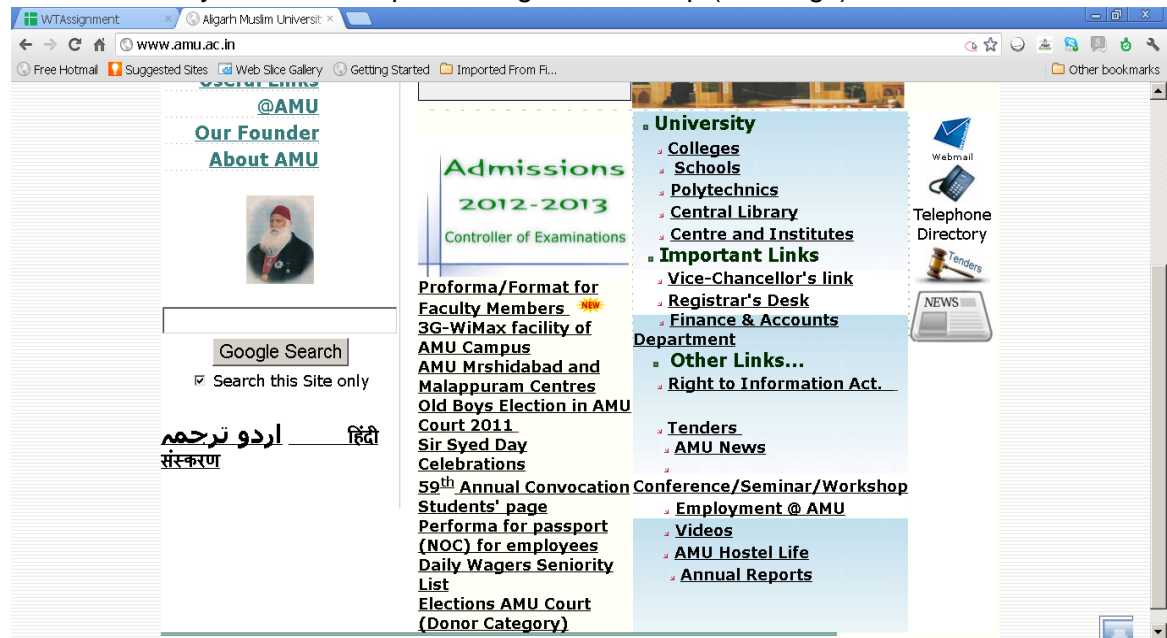 WTAssignment
Aligarh Muslim Universit
www.amu.ac.in
Free Hotmail Suggested Sites Web Slice Gallery Getting Started Imported From Fi... Other bookmarks
Useful Links
@AMU
Our Founder
About AMU
Google Search
Search this Site only
اردو ترجمہ हिंदी
संस्करण
Admissions
2012-2013
Controller of Examinations
Proforma/Format for
Faculty Members NEW
3G-WiMax facility of
AMU Campus
AMU Mrshidabad and
Malappuram Centres
Old Boys Election in AMU
Court 2011
Sir Syed Day
Celebrations
59th Annual Convocation
Students' page
Performa for passport
(NOC) for employees
Daily Wagers Seniority
List
Elections AMU Court
(Donor Category)
University
Colleges
Schools
Polytechnics
Central Library
Centre and Institutes
Important Links
Vice-Chancellor's link
Registrar's Desk
Finance & Accounts
Department
Other Links...
Right to Information Act.
Tenders
AMU News
Conference/Seminar/Workshop
Employment @ AMU
Videos
AMU Hostel Life
Annual Reports
Webmail
Telephone
Directory
Tenders
NEWS